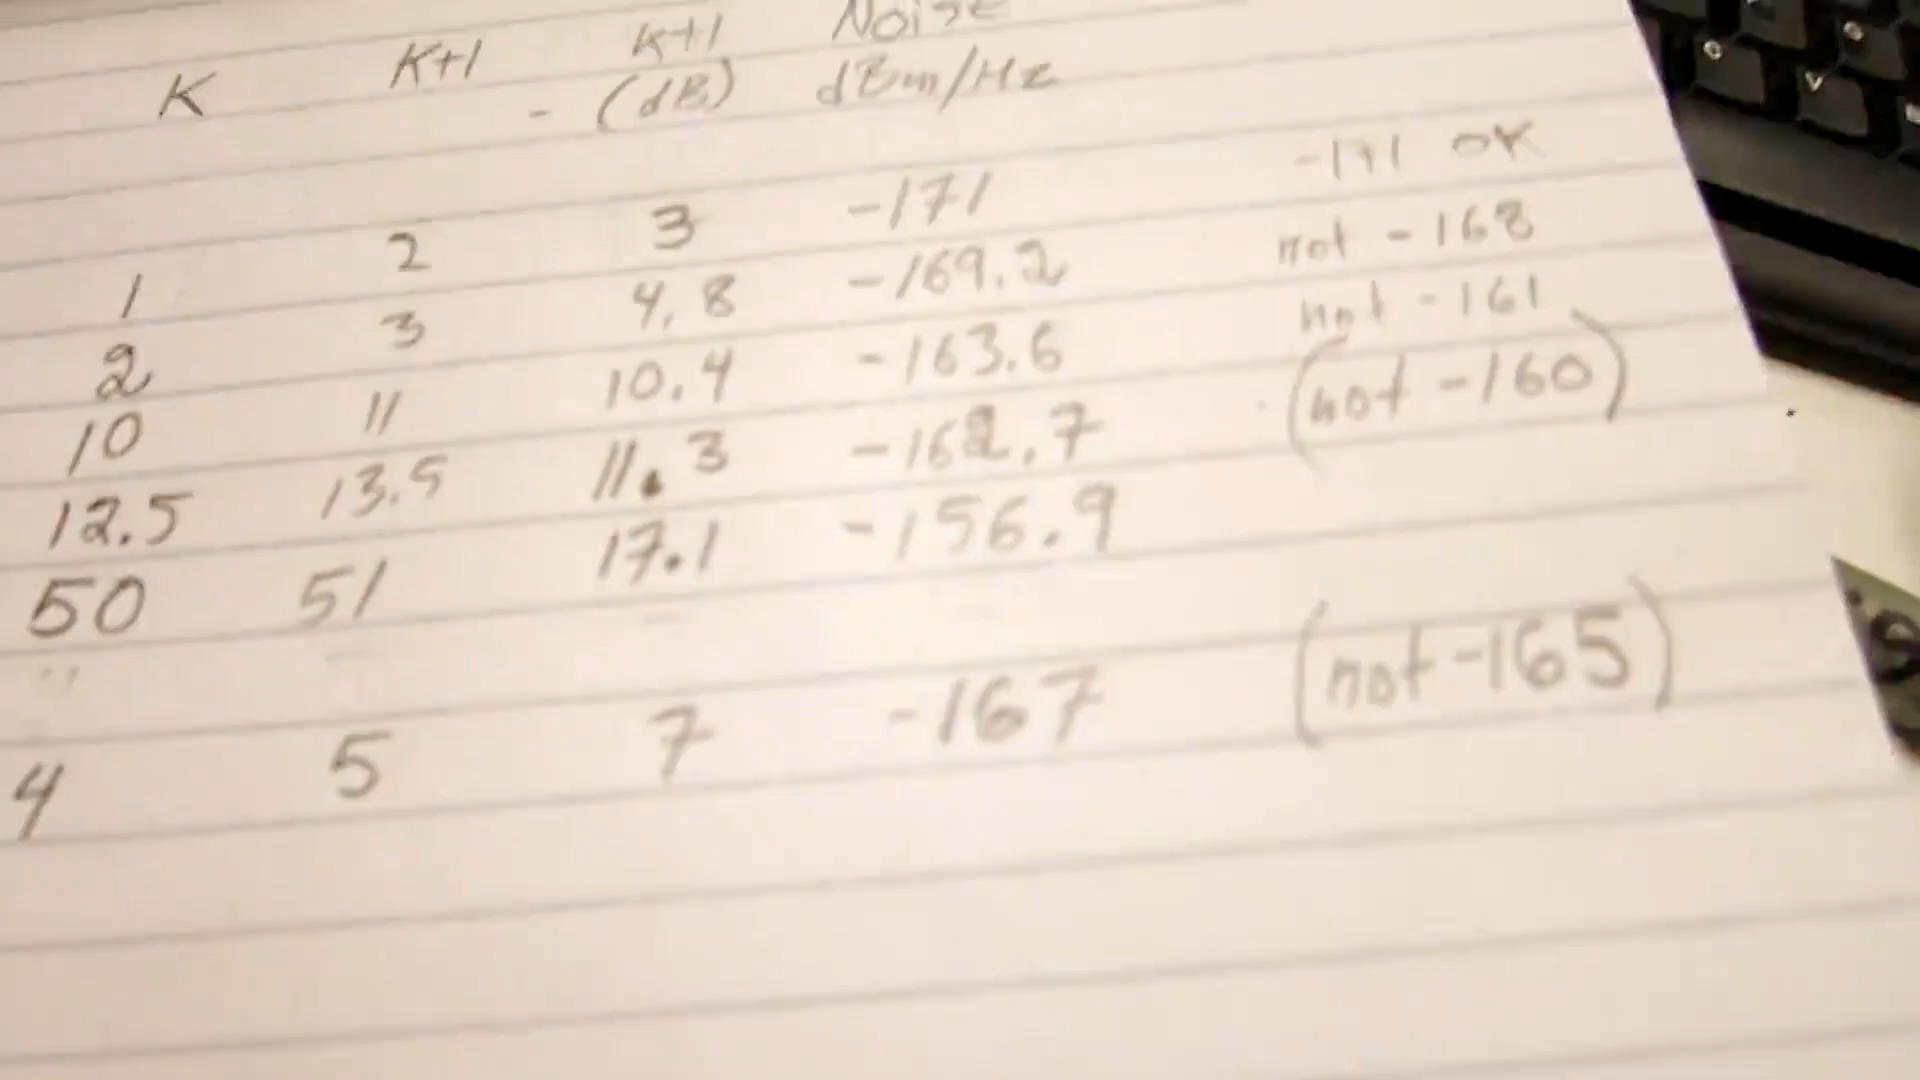 K K+1 K+1 Noise
- (dB) dBm/Hz
1 2 3 -171 -171 OK
2 3 4.8 -169.2 not -168
10 11 10.4 -163.6 not -161
12.5 13.5 11.3 -162.7 (not -160)
50 51 17.1 -156.9
4 5 7 -167 (not -165)